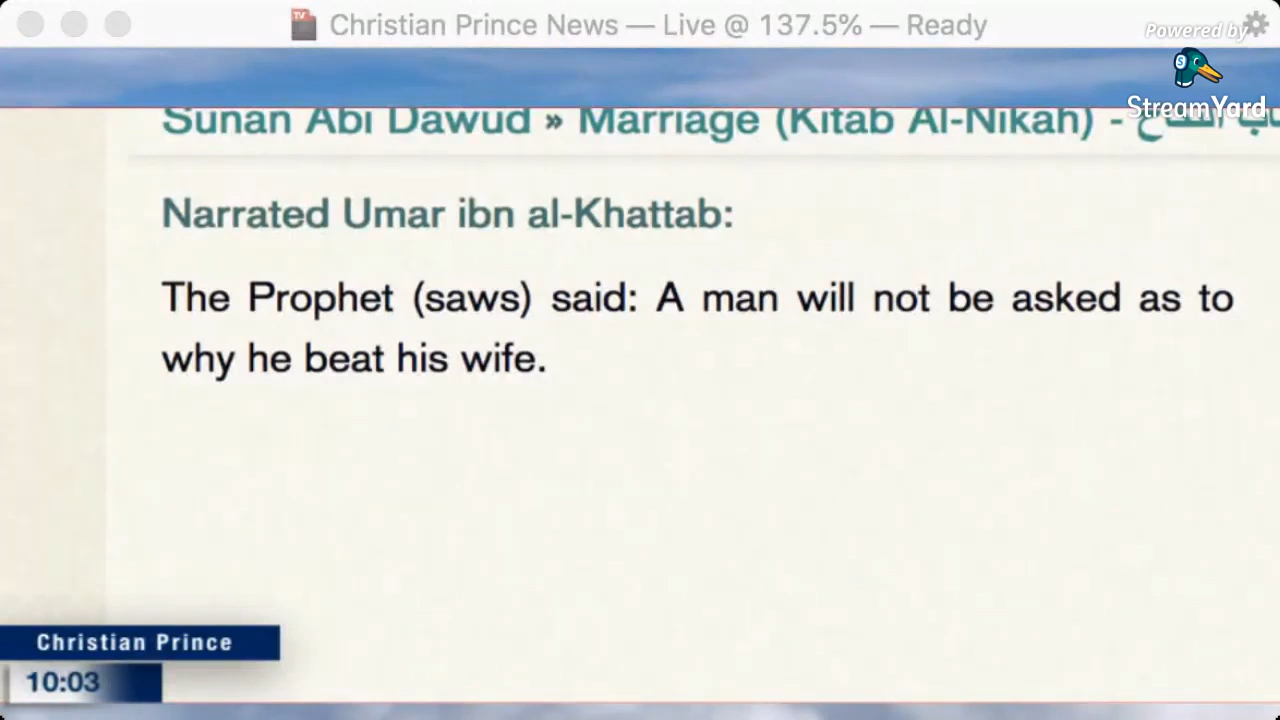 Christian Prince News — Live @ 137.5% — Ready
Powered by
StreamYard
Sunan Abi Dawud » Marriage (Kitab Al-Nikah) -
Narrated Umar ibn al-Khattab:
The Prophet (saws) said: A man will not be asked as to
why he beat his wife.
Christian Prince
10:03